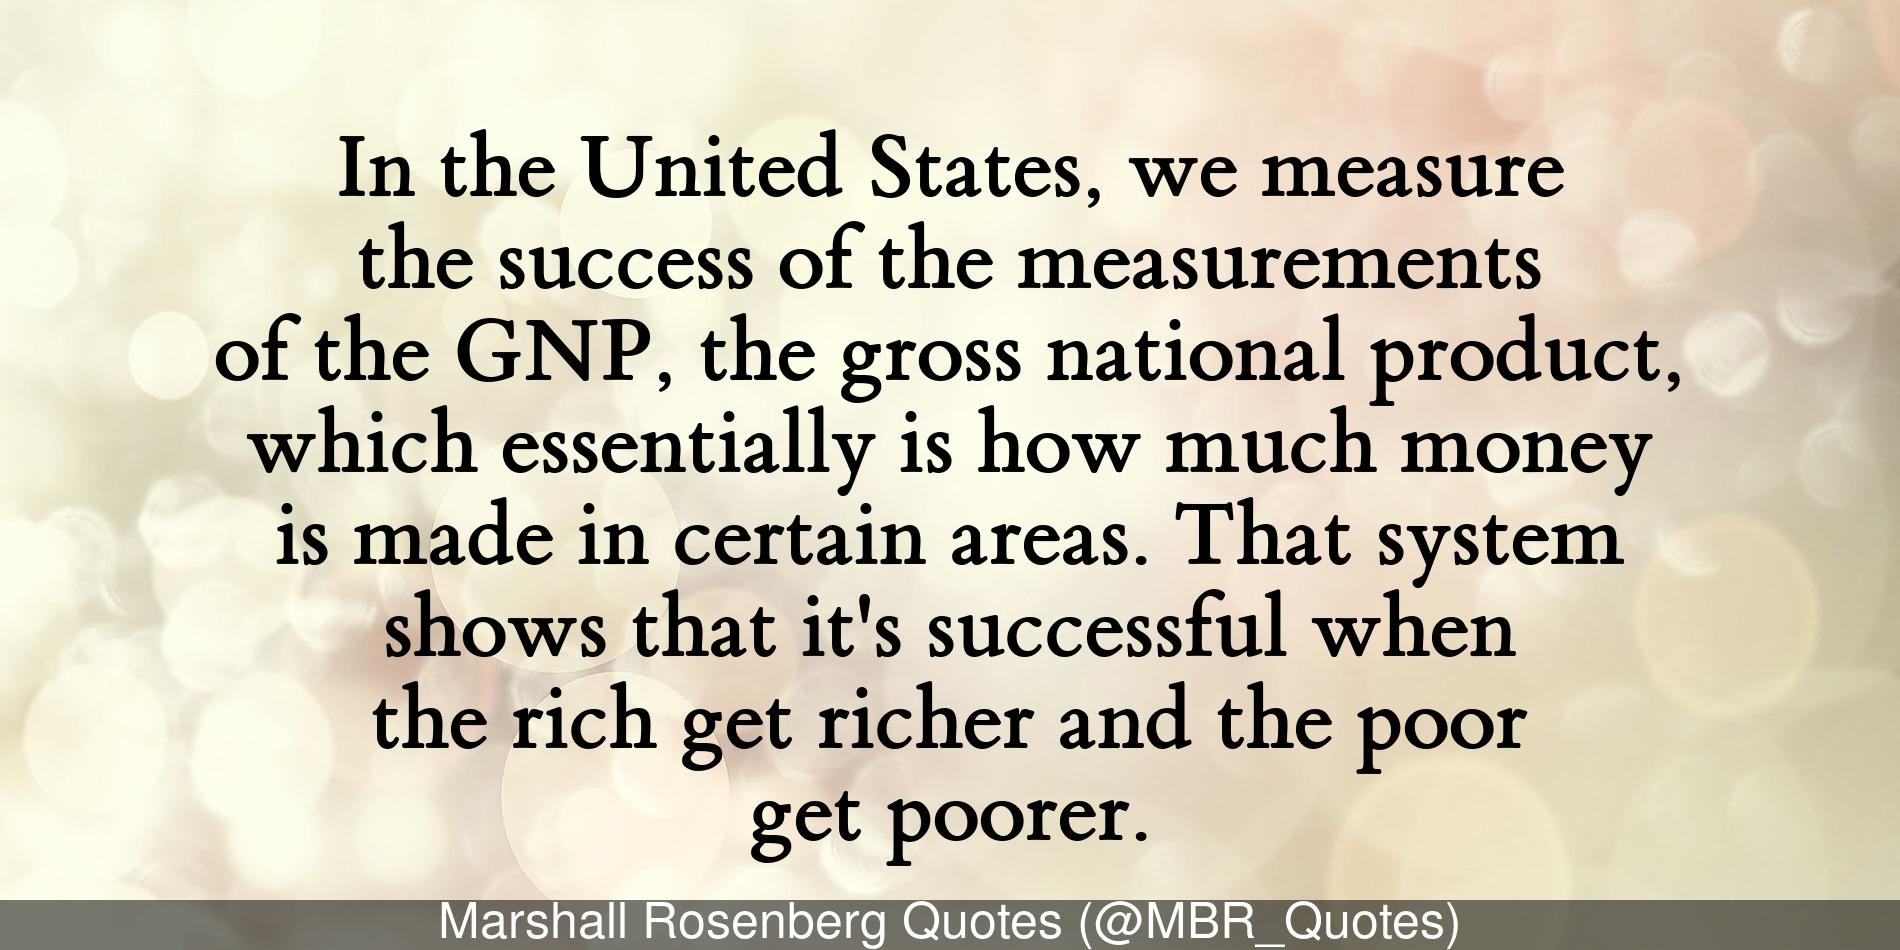 In the United States, we measure
the success of the measurements
of the GNP, the gross national product,
which essentially is how much money
is made in certain areas. That system
shows that it's successful when
the rich get richer and the poor
get poorer.
Marshall Rosenberg Quotes (@MBR_Quotes)